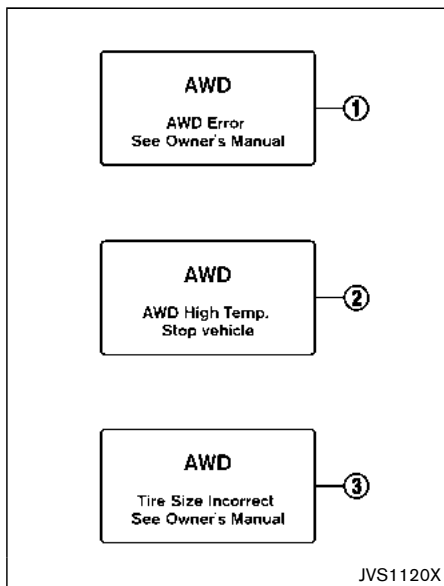 AWD
AWD Error
See Owner's Manual
1
AWD
AWD High Temp.
Stop vehicle
2
AWD
Tire Size Incorrect
See Owner's Manual
3
JVS1120X